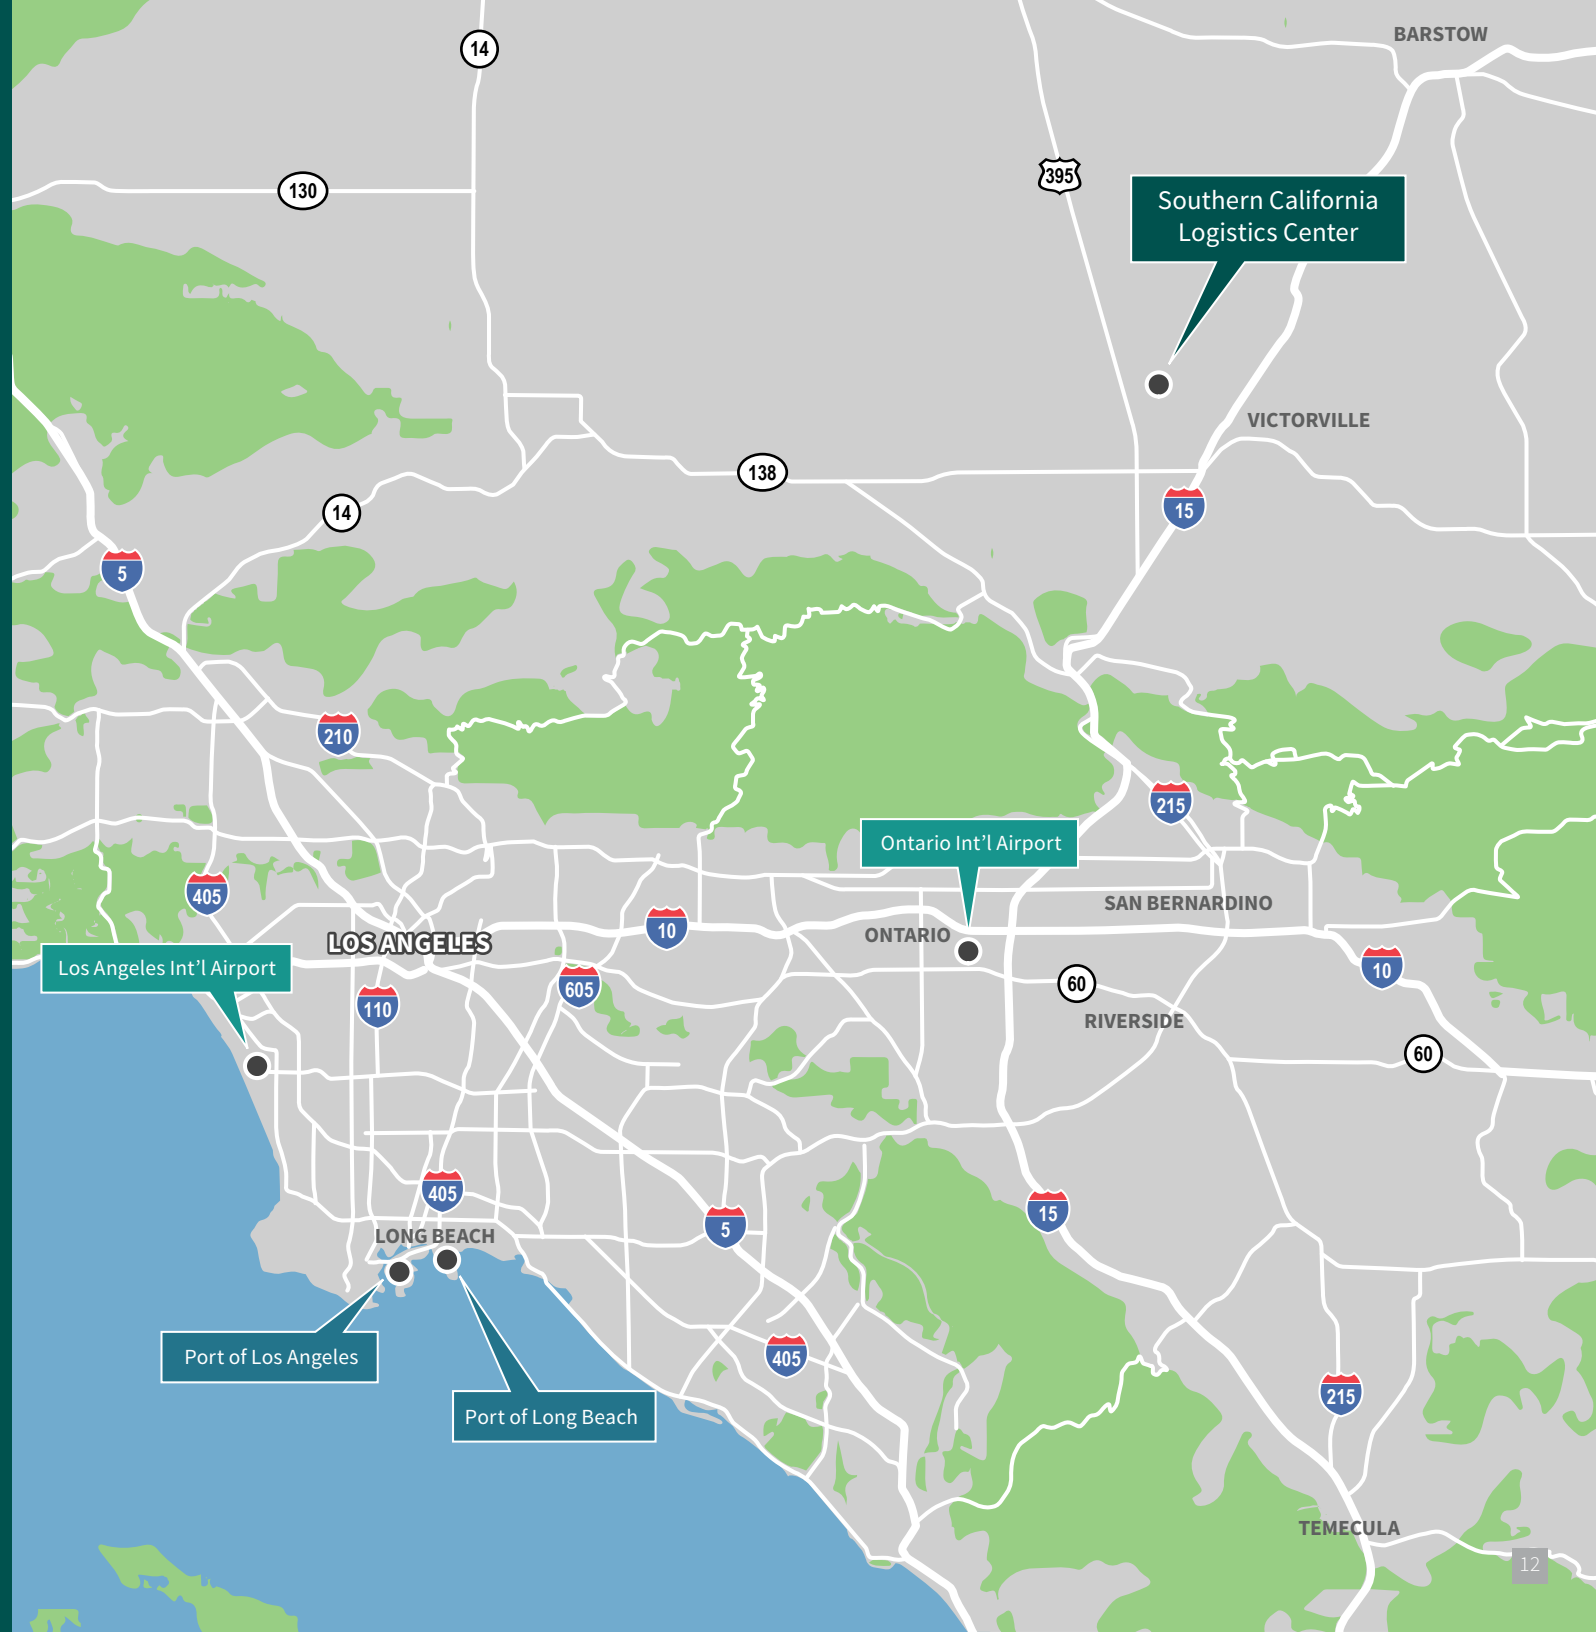 14
BARSTOW
130
395
Southern California
Logistics Center
VICTORVILLE
138
14
15
5
210
215
Ontario Int'l Airport
405
SAN BERNARDINO
10
ONTARIO
LOS ANGELES
Los Angeles Int'l Airport
10
605
60
110
RIVERSIDE
60
405
15
5
LONG BEACH
Port of Los Angeles
405
215
Port of Long Beach
TEMECULA
12